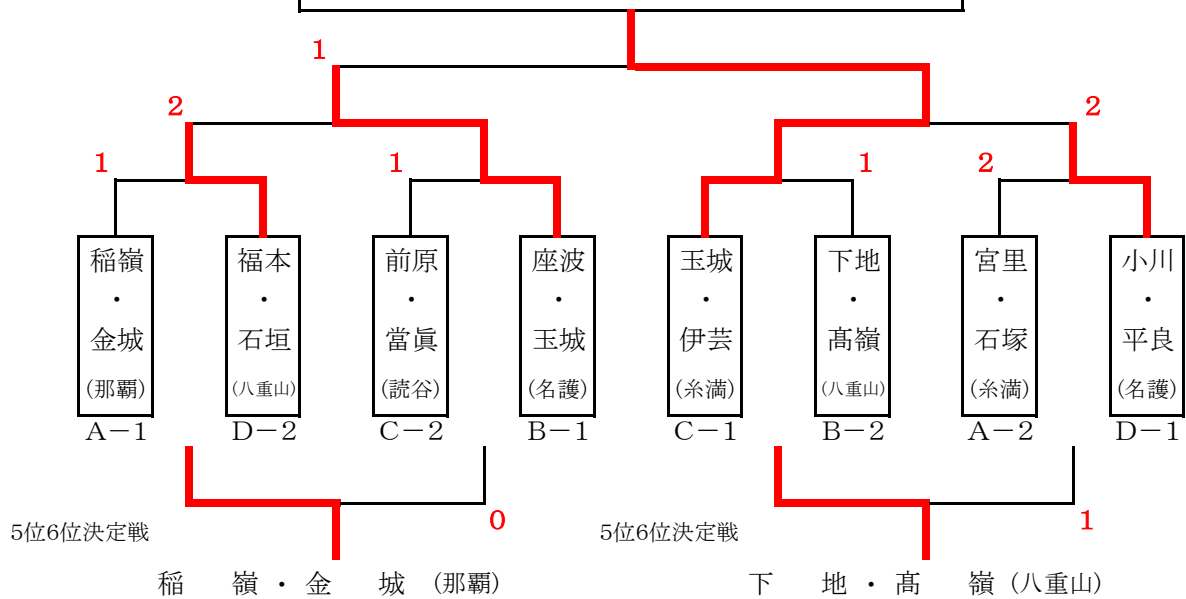 1
2 2
1 1 1 2
稲嶺・金城(那覇)
福本・石垣(八重山)
前原・當眞(読谷)
座波・玉城(名護)
玉城・伊芸(糸満)
下地・髙嶺(八重山)
宮里・石塚(糸満)
小川・平良(名護)
A－1 D－2 C－2 B－1 C－1 B－2 A－2 D－1
0 1
5位6位決定戦 5位6位決定戦
稲嶺・金城 (那覇) 下地・髙嶺 (八重山)